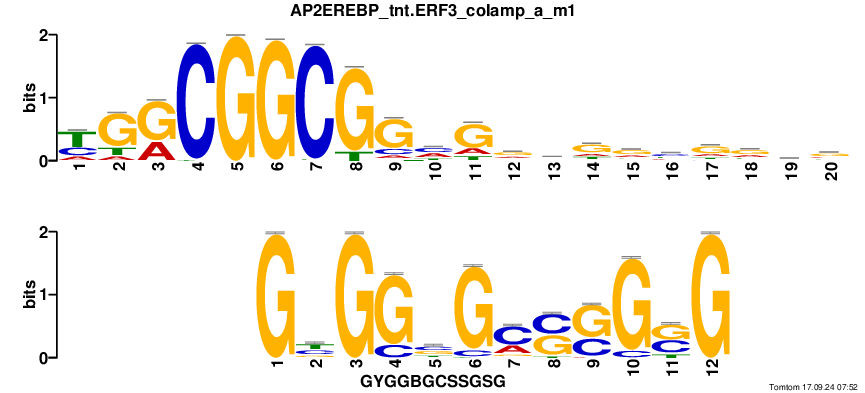 AP2EREBP_tnt.ERF3_colamp_a_m1
2
1
0
bits
1 2 3 4 5 6 7 8 9 10 11 12 13 14 15 16 17 18 19 20
2
1
0
bits
1 2 3 4 5 6 7 8 9 10 11 12
GYGGBGCSSGSG
Tomtom 17.09.24 07:52